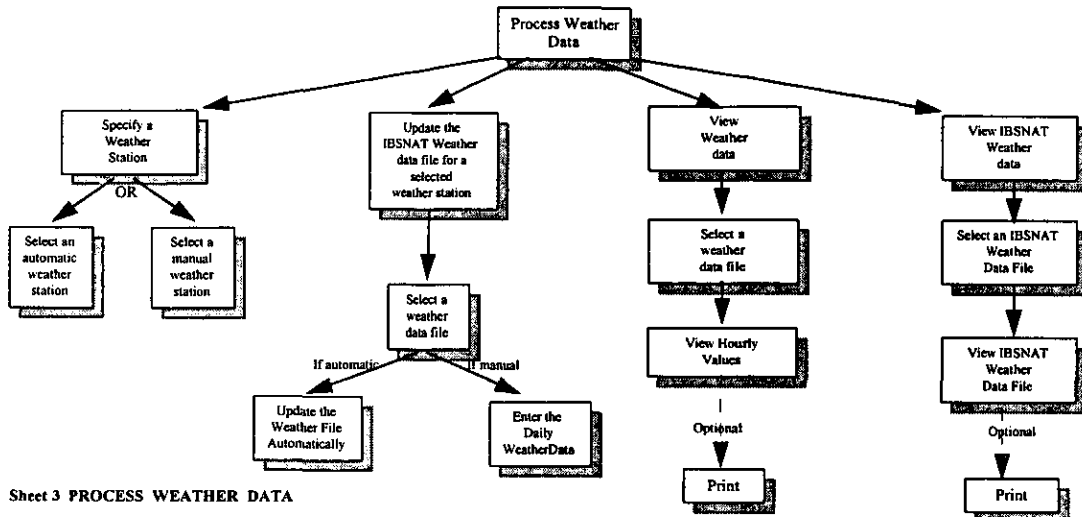 Process Weather
Data
Specify a
Weather
Station
OR
Select an
automatic
weather
station
Select a
manual
weather
station
Update the
IBSNAT Weather
data file for a
selected
weather station
Select a
weather
data file
If automatic
If manual
Update the
Weather File
Automatically
Enter the
Daily
WeatherData
View
Weather
data
Select a
weather
data file
View Hourly
Values
Optional
Print
View IBSNAT
Weather
data
Select an IBSNAT
Weather
Data File
View IBSNAT
Weather
Data File
Optional
Print
Sheet 3 PROCESS WEATHER DATA